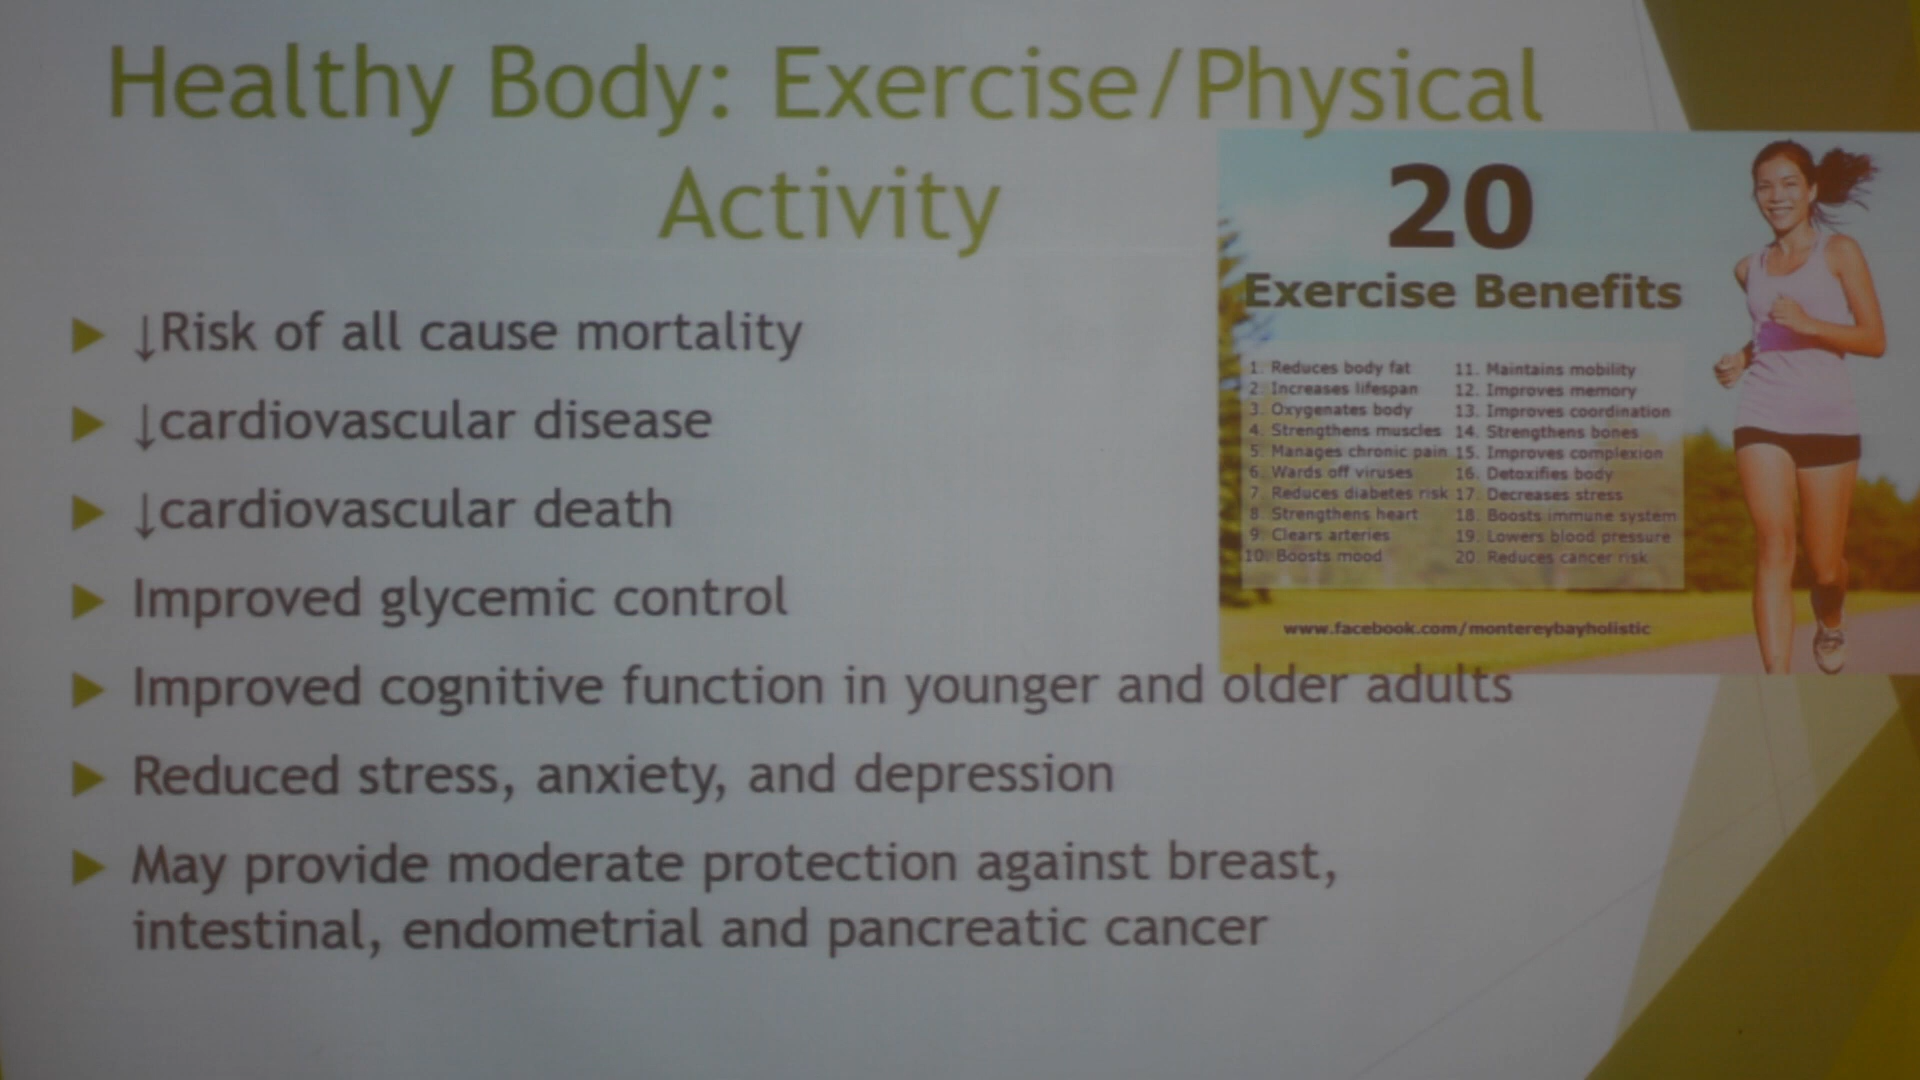 Healthy Body: Exercise/Physical
Activity
↓Risk of all cause mortality
↓cardiovascular disease
↓cardiovascular death
Improved glycemic control
Improved cognitive function in younger and older adults
Reduced stress, anxiety, and depression
May provide moderate protection against breast,
intestinal, endometrial and pancreatic cancer
20
Exercise Benefits
1. Reduces body fat
2. Increases lifespan
3. Oxygenates body
4. Strengthens muscles
5. Manages chronic pain
6. Wards off viruses
7. Reduces diabetes risk
8. Strengthens heart
9. Clears arteries
10. Boosts mood
11. Maintains mobility
12. Improves memory
13. Improves coordination
14. Strengthens bones
15. Improves complexion
16. Detoxifies body
17. Decreases stress
18. Boosts immune system
19. Lowers blood pressure
20. Reduces cancer risk
www.facebook.com/montereybayholistic